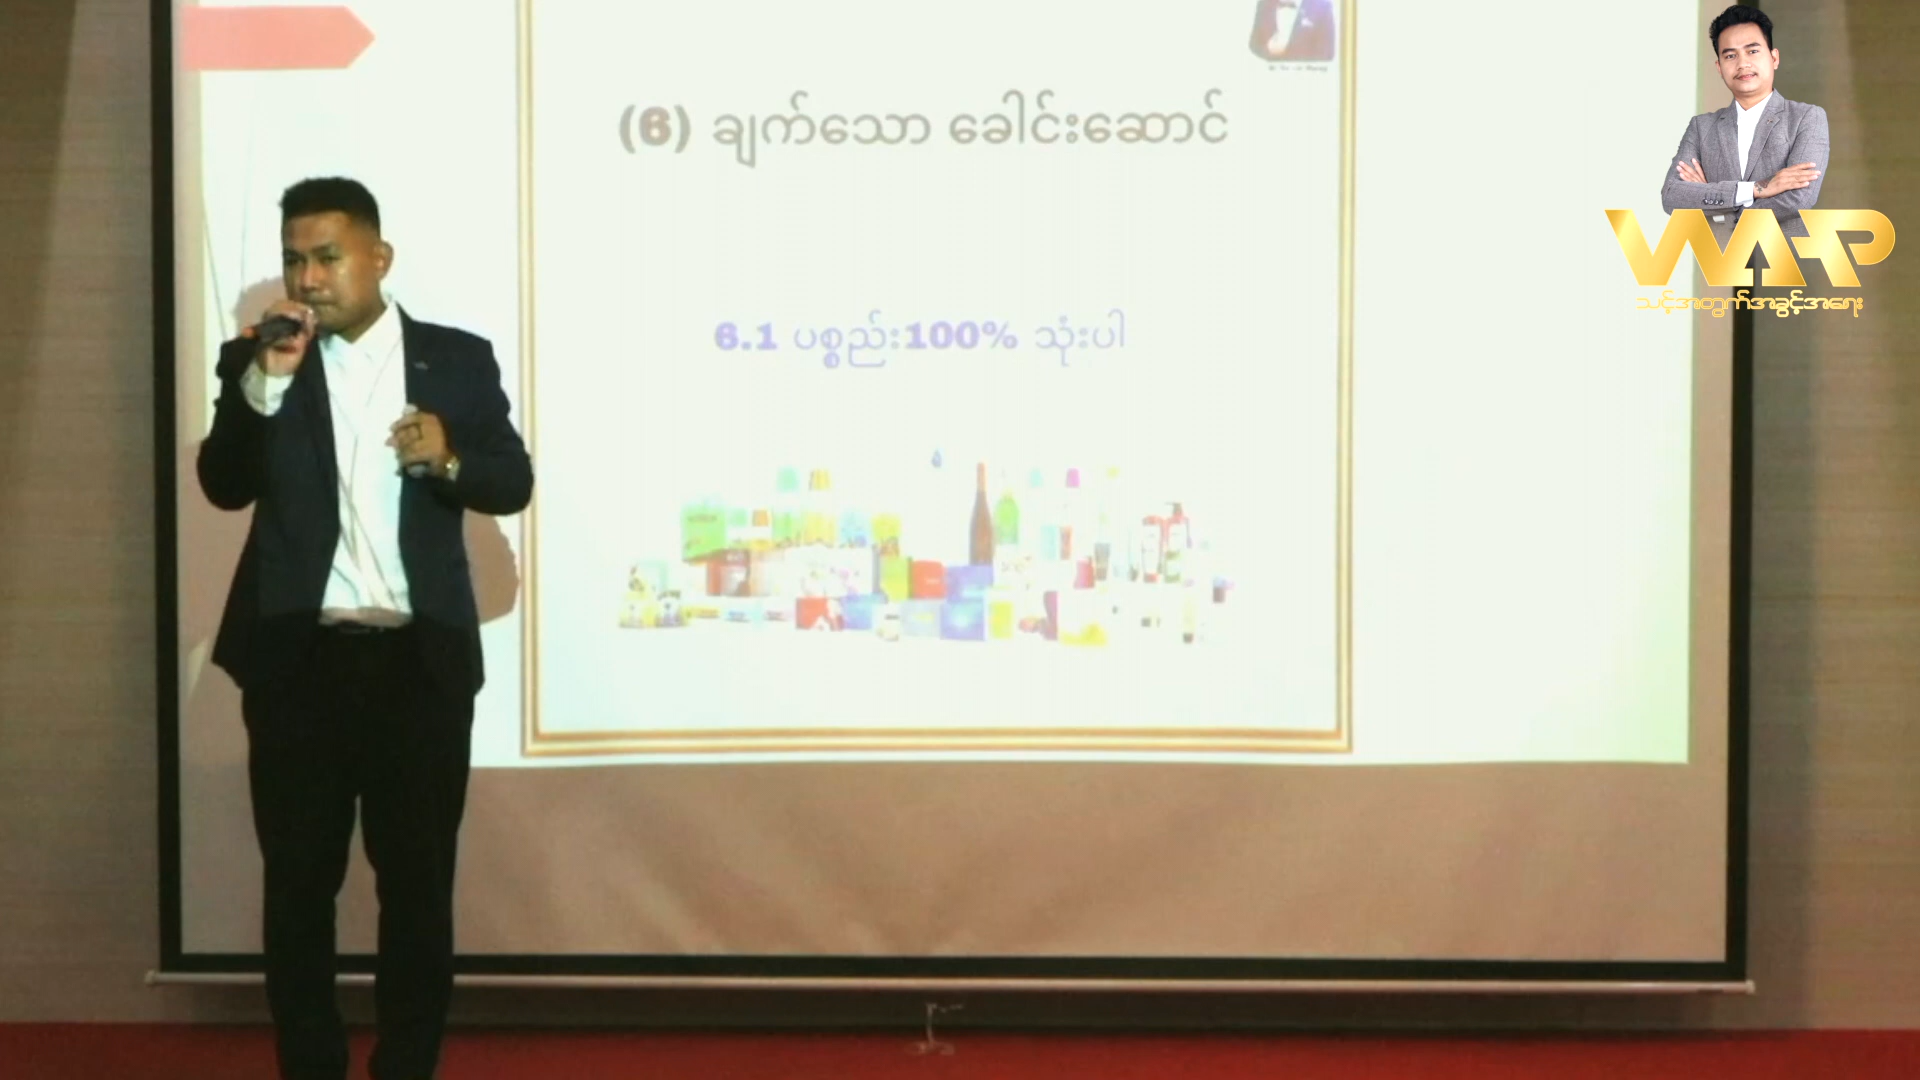 (6) ချက်သော ခေါင်းဆောင်
6.1 ပစ္စည်း100% သုံးပါ
WAP
သင့်အတွက်အခွင့်အရေး